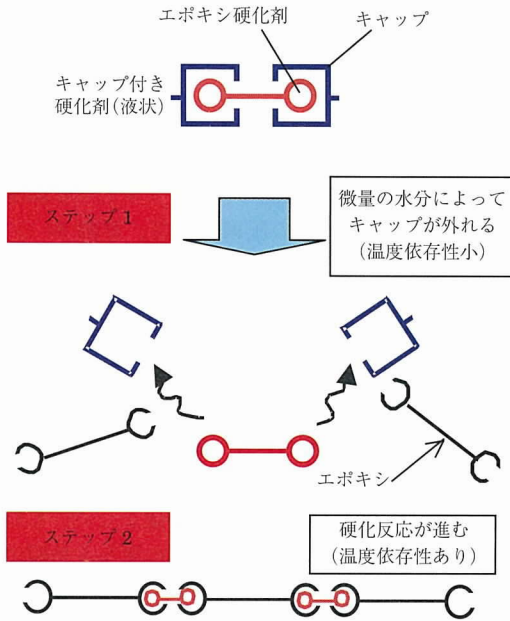 エポキシ硬化剤
キャップ
キャップ付き
硬化剤(液状)
ステップ1
微量の水分によって
キャップが外れる
(温度依存性小)
エポキシ
ステップ2
硬化反応が進む
(温度依存性あり)